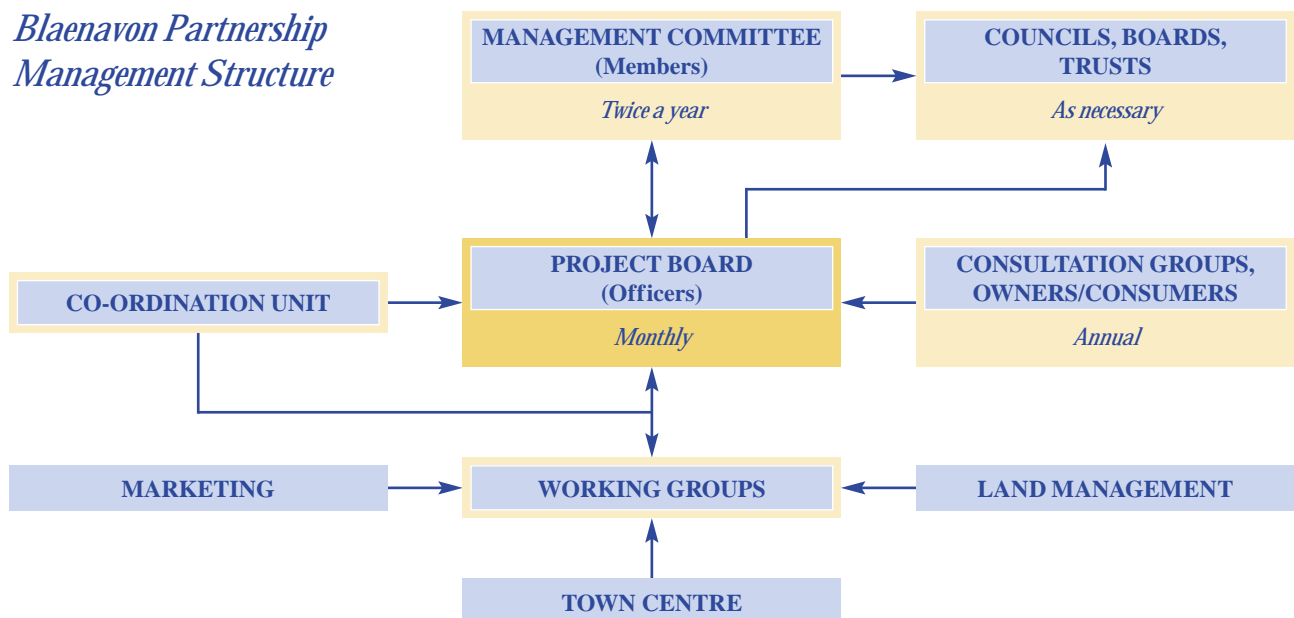 Blaenavon Partnership
Management Structure
MANAGEMENT COMMITTEE
(Members)
Twice a year
COUNCILS, BOARDS,
TRUSTS
As necessary
CO-ORDINATION UNIT
PROJECT BOARD
(Officers)
Monthly
CONSULTATION GROUPS,
OWNERS/CONSUMERS
Annual
MARKETING
WORKING GROUPS
LAND MANAGEMENT
TOWN CENTRE